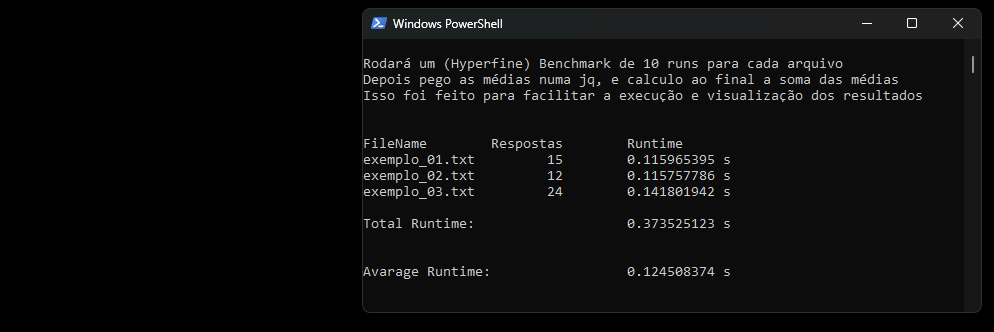 Windows PowerShell
Rodará um (Hyperfine) Benchmark de 10 runs para cada arquivo
Depois pego as médias numa jq, e calculo ao final a soma das médias
Isso foi feito para facilitar a execução e visualização dos resultados
FileName Respostas Runtime
exemplo_01.txt 15 0.115965395 s
exemplo_02.txt 12 0.115757786 s
exemplo_03.txt 24 0.141801942 s
Total Runtime: 0.373525123 s
Avarage Runtime: 0.124508374 s